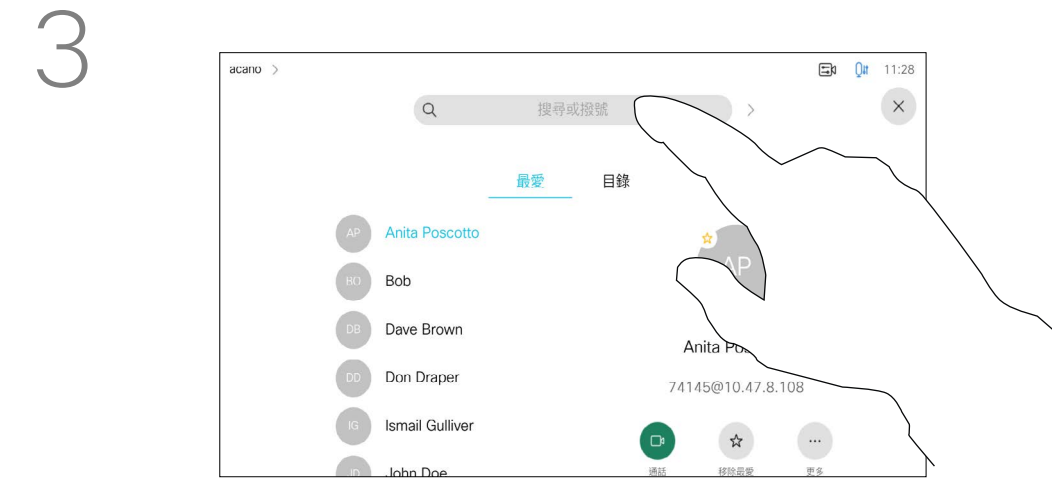 3
acano >
11:28
搜尋或撥號
最愛 目錄
AP Anita Poscotto
AP
BO Bob
DB Dave Brown
Anita Pos
DD Don Draper
74145@10.47.8.108
IG Ismail Gulliver
JD John Doe
通話 移除最愛 更多